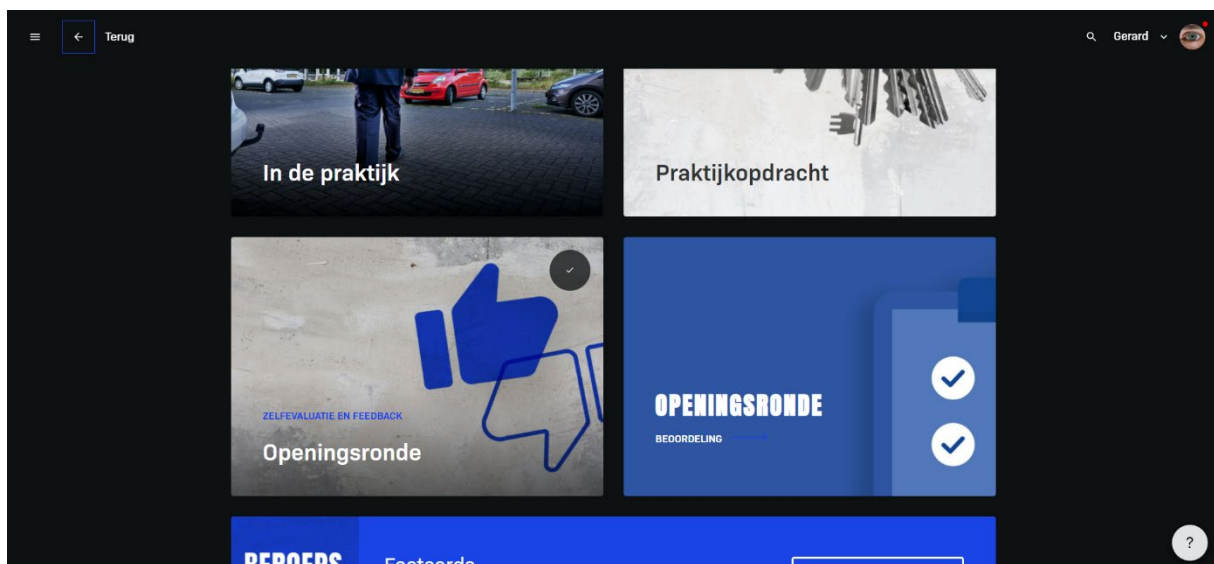 Terug
Gerard
In de praktijk
Praktijkopdracht
ZELFEVALUATIE EN FEEDBACK
Openingsronde
OPENINGSRONDE
BEOORDELING
?